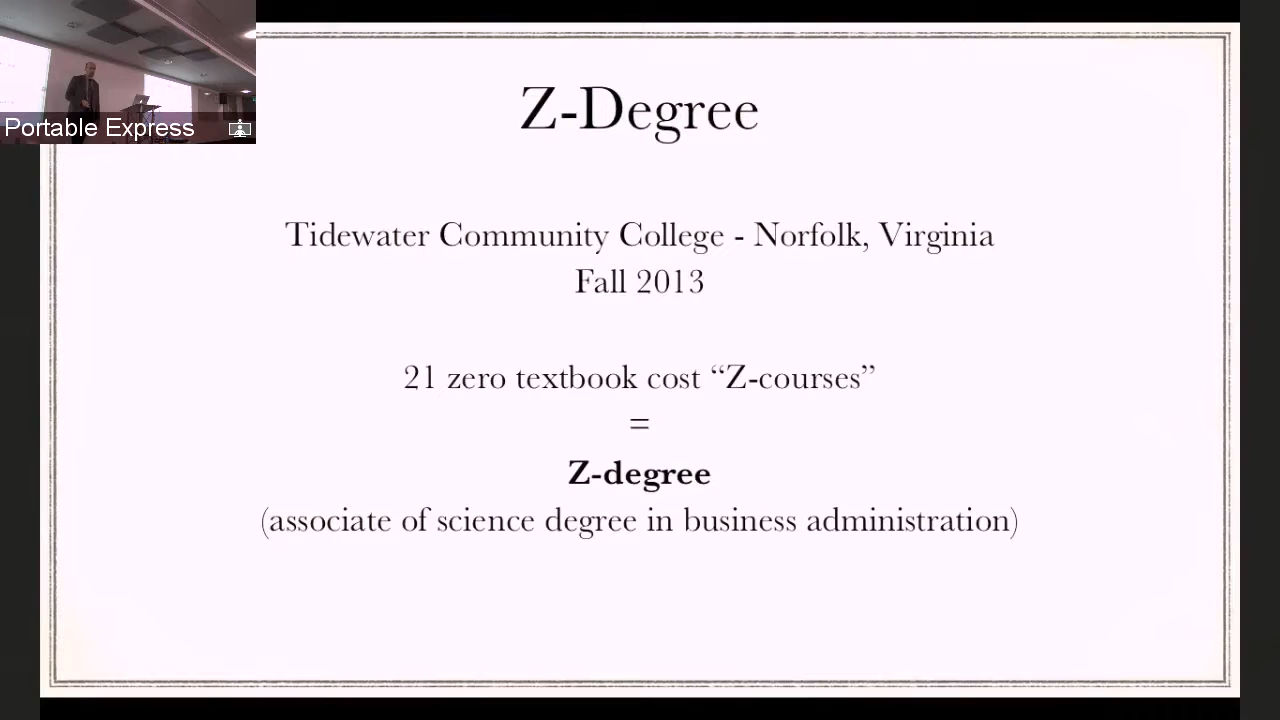 Portable Express
Z-Degree
Tidewater Community College - Norfolk, Virginia
Fall 2013
21 zero textbook cost “Z-courses”
=
Z-degree
(associate of science degree in business administration)